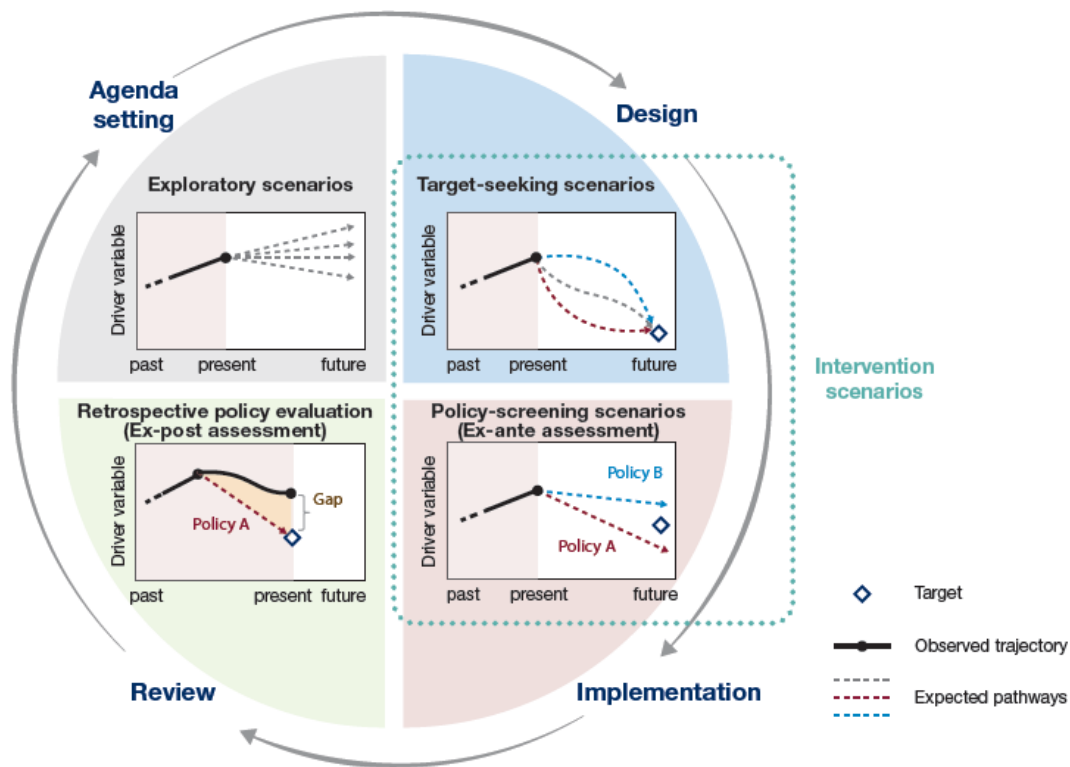 Agenda
setting
Design
Exploratory scenarios
Driver variable
past present future
Target-seeking scenarios
Driver variable
past present future
Intervention
scenarios
Retrospective policy evaluation
(Ex-post assessment)
Driver variable
Policy A
Gap
past present future
Policy-screening scenarios
(Ex-ante assessment)
Driver variable
Policy B
Policy A
past present future
Review
Implementation
Target
Observed trajectory
Expected pathways